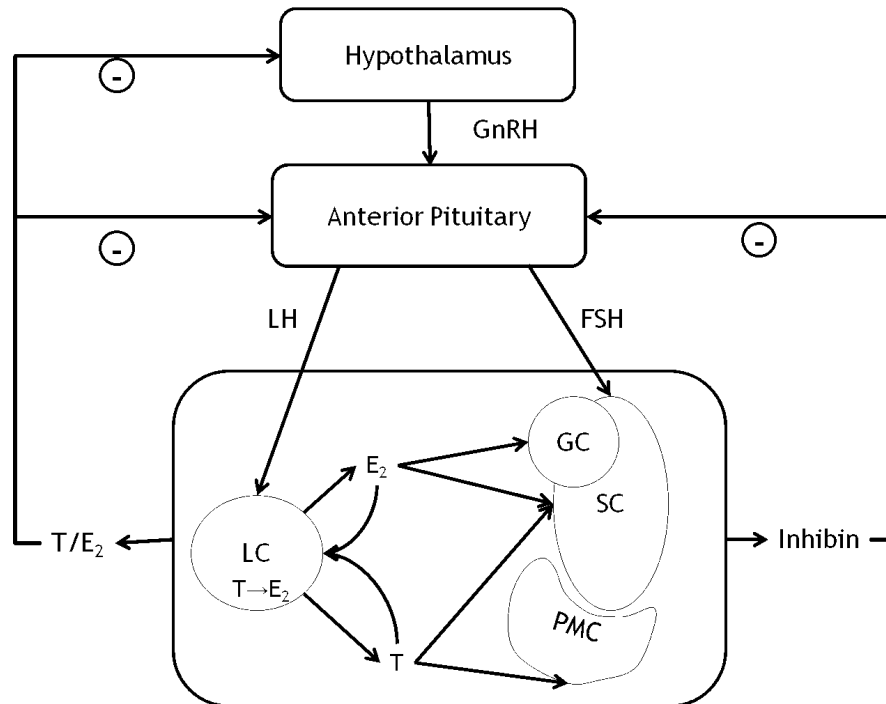 Hypothalamus
-
GnRH
Anterior Pituitary
-
-
LH
FSH
GC
E₂
SC
T/E₂
LC
T→E₂
Inhibin
PMC
T